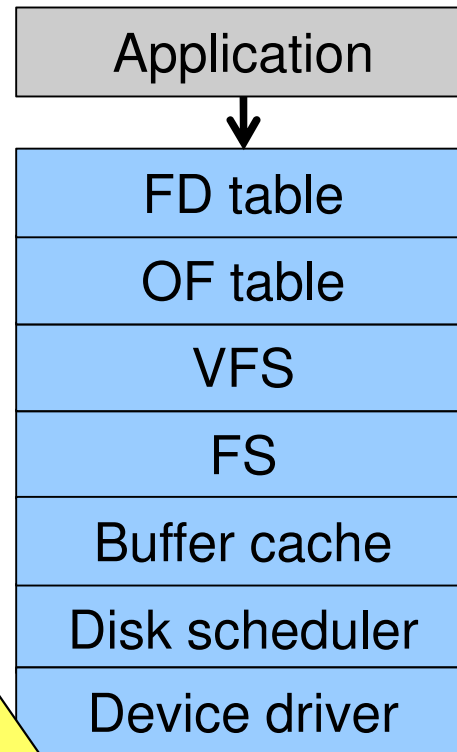 Application
FD table
OF table
VFS
FS
Buffer cache
Disk scheduler
Device driver